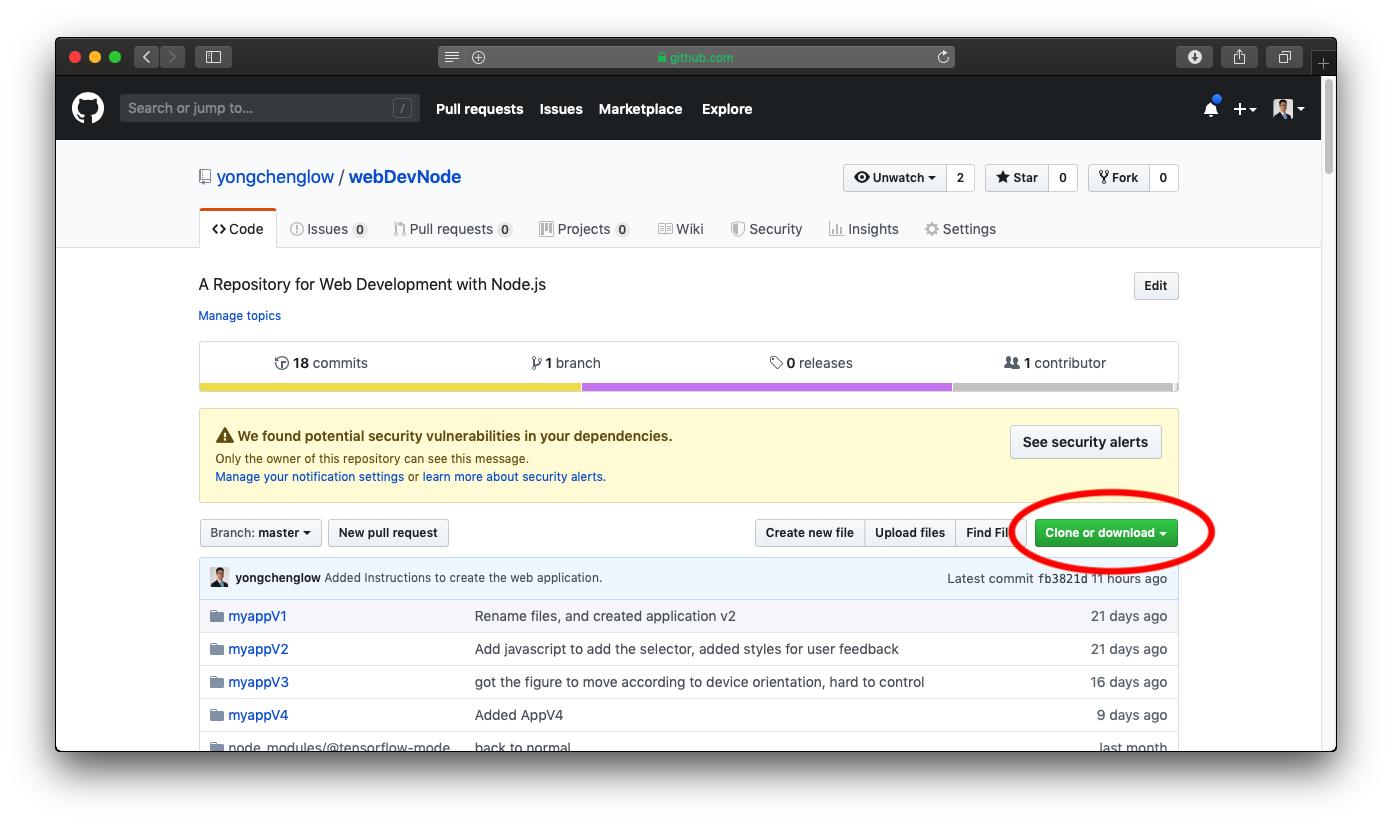 github.com
Search or jump to... /
Pull requests Issues Marketplace Explore
yongchenglow / webDevNode
Unwatch 2 Star 0 Fork 0
Code Issues 0 Pull requests 0 Projects 0 Wiki Security Insights Settings
A Repository for Web Development with Node.js
Edit
Manage topics
18 commits 1 branch 0 releases 1 contributor
We found potential security vulnerabilities in your dependencies.
Only the owner of this repository can see this message.
Manage your notification settings or learn more about security alerts.
See security alerts
Branch: master New pull request Create new file Upload files Find Fil Clone or download
yongchenglow Added Instructions to create the web application. Latest commit fb3821d 11 hours ago
myappV1 Rename files, and created application v2 21 days ago
myappV2 Add javascript to add the selector, added styles for user feedback 21 days ago
myappV3 got the figure to move according to device orientation, hard to control 16 days ago
myappV4 Added AppV4 9 days ago
node_modules/@tensorflow-mode back to normal last month